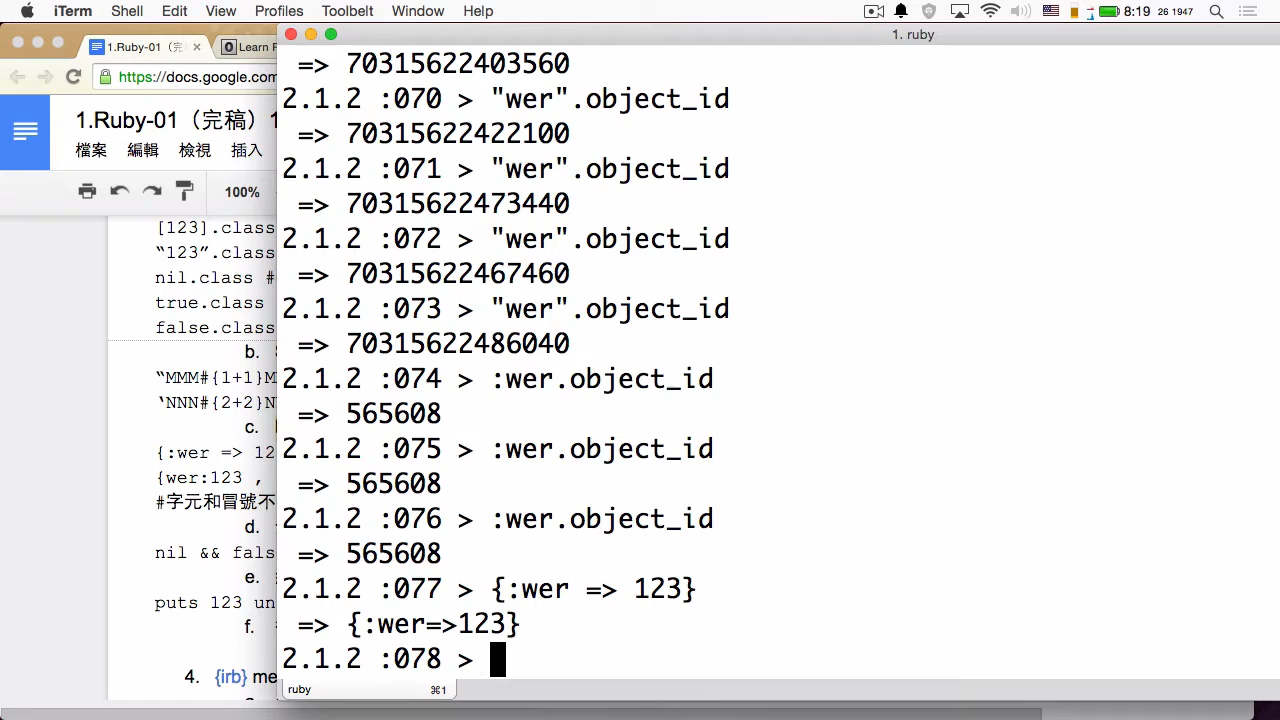 iTerm Shell Edit View Profiles Toolbelt Window Help 8:19 26 1947
1.Ruby-01（完 Learn
1. ruby
https://docs.google.com
1.Ruby-01（完稿）1
檔案 編輯 檢視 插入
100%
[123].class
“123”.class
nil.class #
true.class
false.class
b.
“MMM#{1+1}M
‘NNN#{2+2}N
c.
{:wer => 12
{wer:123 ,
#字元和冒號不
d.
nil && fals
e.
puts 123 un
f.
4. {irb} me
=> 70315622403560
2.1.2 :070 > "wer".object_id
=> 70315622422100
2.1.2 :071 > "wer".object_id
=> 70315622473440
2.1.2 :072 > "wer".object_id
=> 70315622467460
2.1.2 :073 > "wer".object_id
=> 70315622486040
2.1.2 :074 > :wer.object_id
=> 565608
2.1.2 :075 > :wer.object_id
=> 565608
2.1.2 :076 > :wer.object_id
=> 565608
2.1.2 :077 > {:wer => 123}
=> {:wer=>123}
2.1.2 :078 >
ruby ⌘1